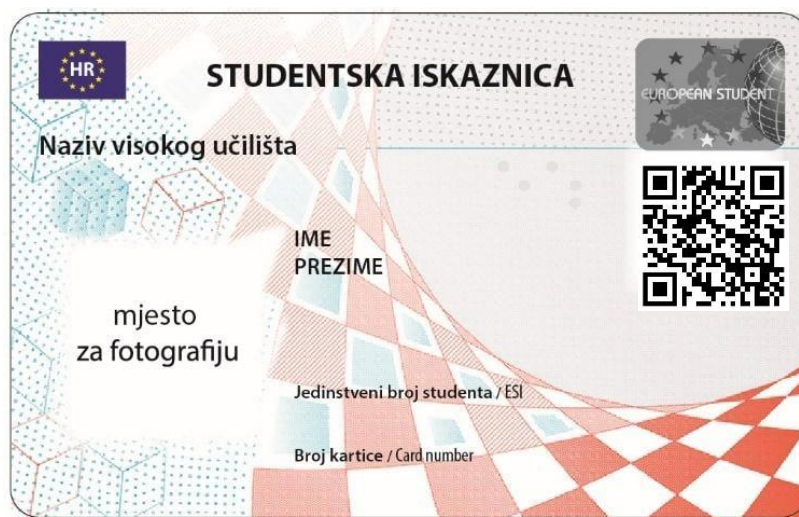 HR
STUDENTSKA ISKAZNICA
EUROPEAN STUDENT
Naziv visokog učilišta
IME
PREZIME
mjesto
za fotografiju
Jedinstveni broj studenta / ESI
Broj kartice / Card number